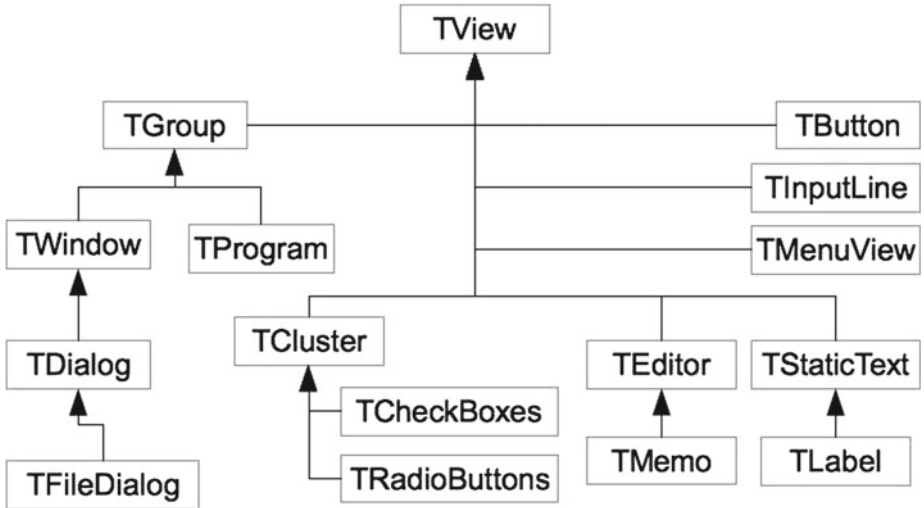 TView
TGroup
TButton
TInputLine
TWindow
TProgram
TMenuView
TCluster
TDialog
TEditor
TStaticText
TCheckBoxes
TFileDialog
TRadioButtons
TMemo
TLabel